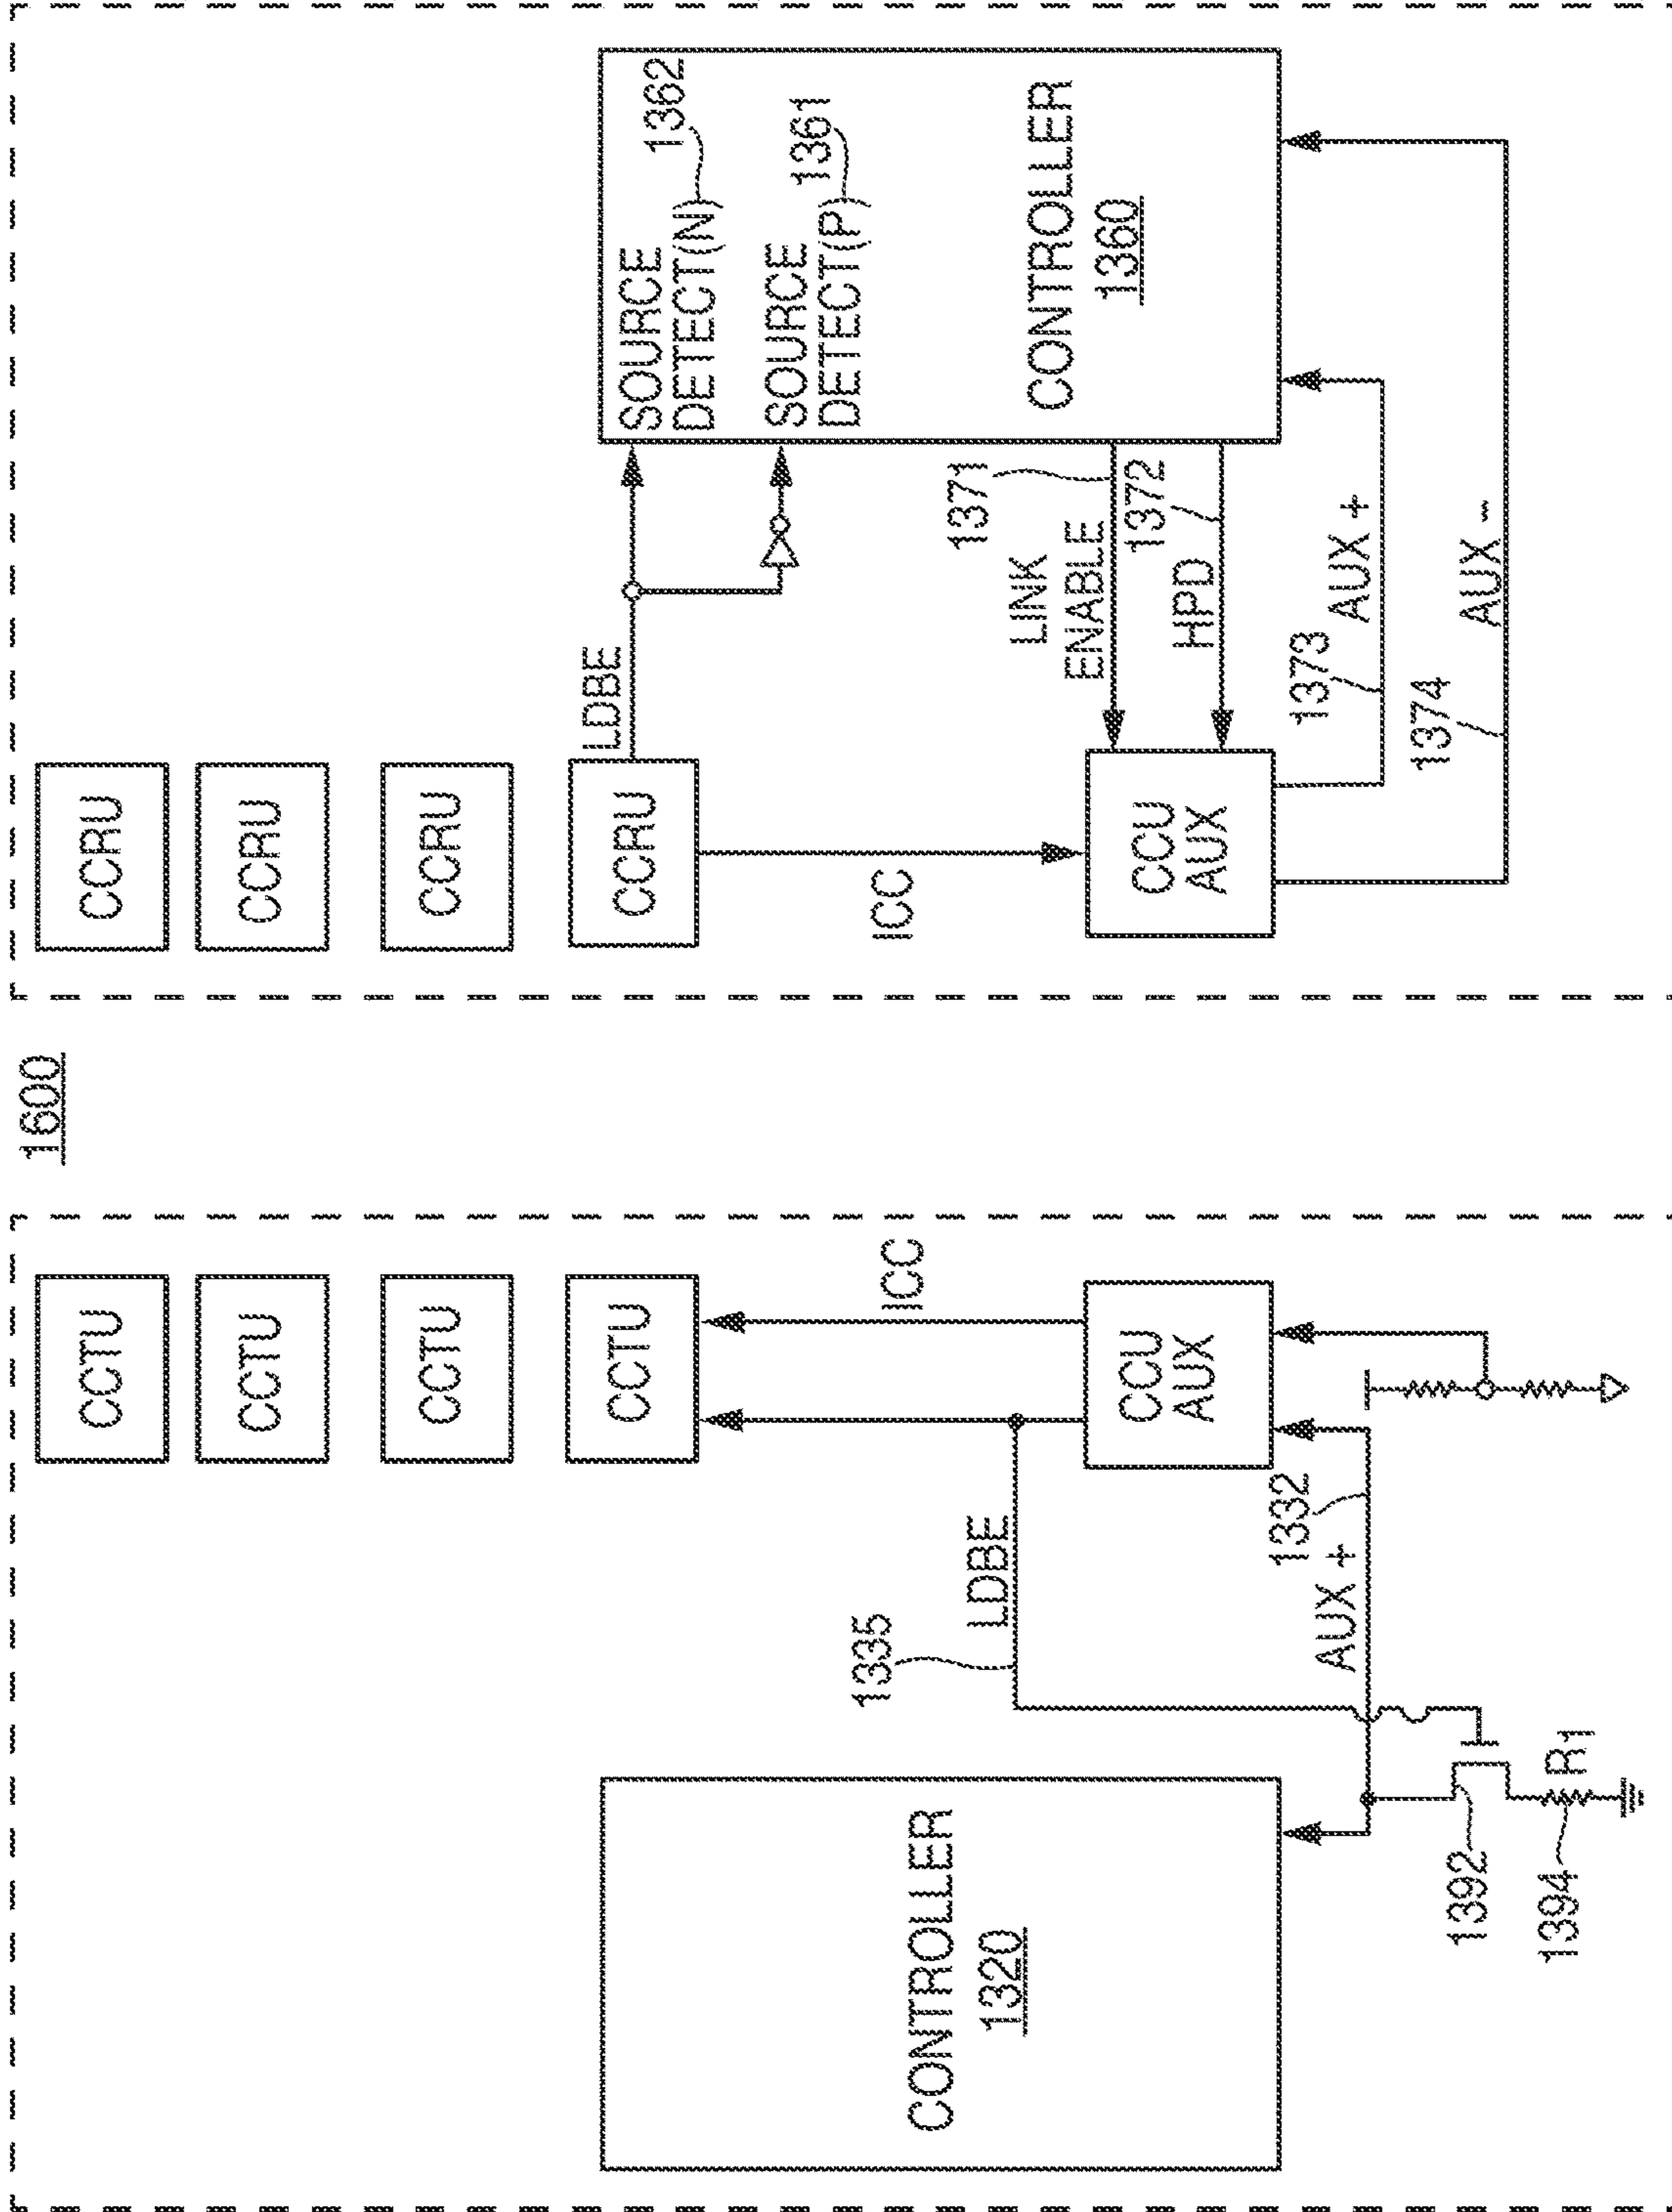 1600
CCTU
CCTU
CCTU
CCTU
ICC
CONTROLLER
1320
1335
LDBE
CCU
AUX
1332
AUX +
1392
1394
R1
CCRU
CCRU
CCRU
CCRU
LDBE
SOURCE
DETECT(N)
1362
SOURCE
DETECT(P)
1361
ICC
1371
LINK
ENABLE
1372
HPD
CONTROLLER
1360
CCU
AUX
1373
AUX +
1374
AUX -